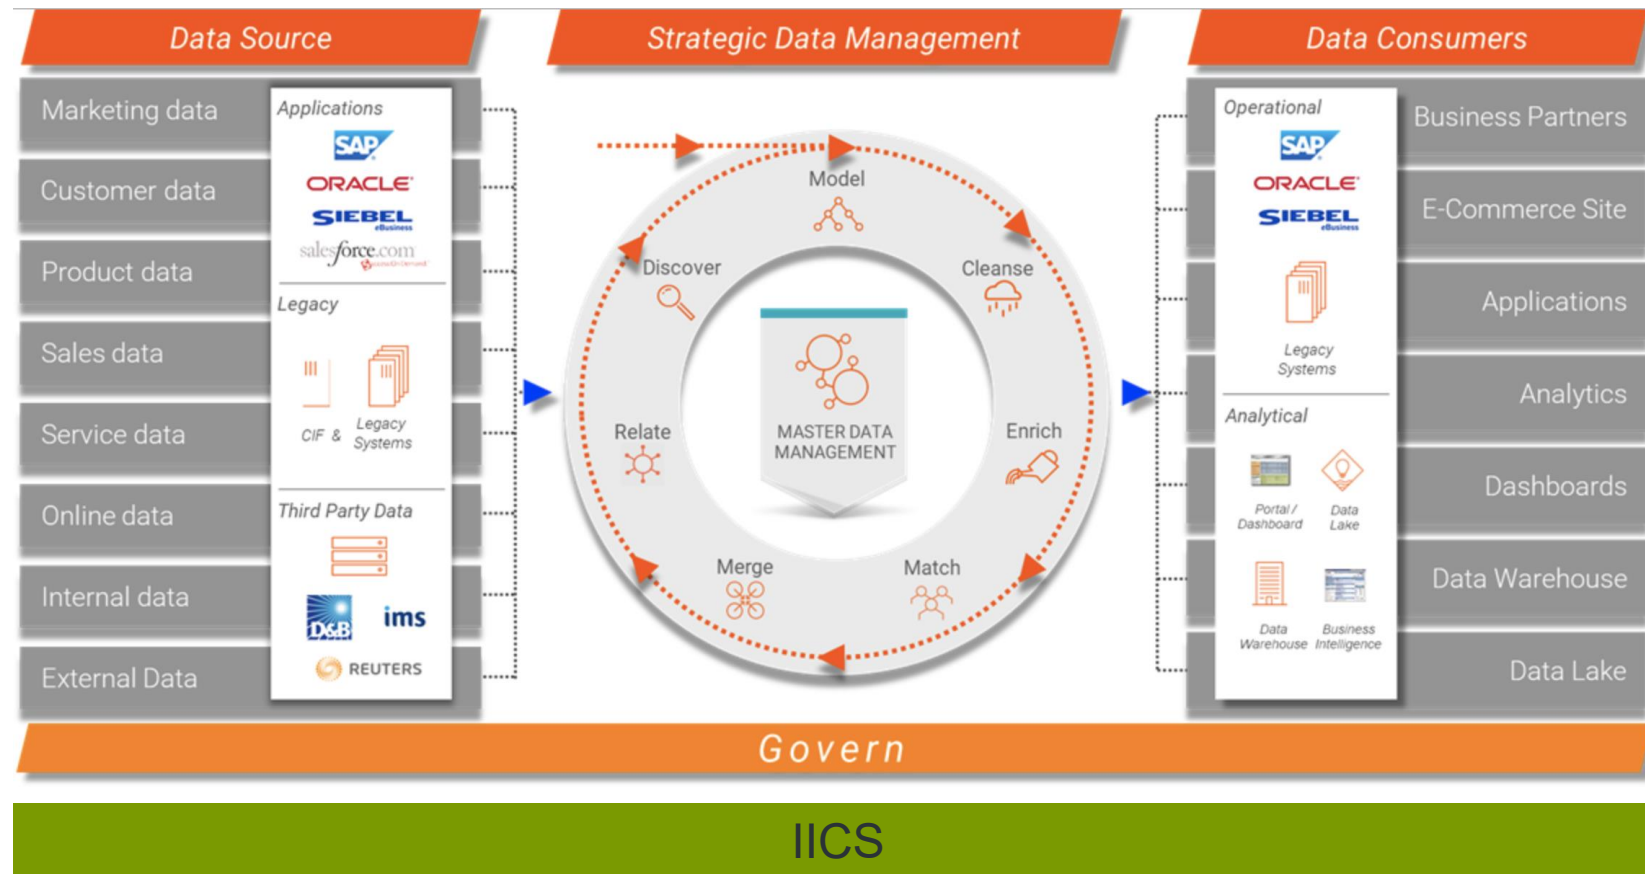 Data Source
Strategic Data Management
Data Consumers
Marketing data
Customer data
Product data
Sales data
Service data
Online data
Internal data
External Data
Applications
SAP
ORACLE
SIEBEL
eBusiness
salesforce.com
Legacy
CIF &
Legacy
Systems
Third Party Data
D&B
ims
REUTERS
Model
Cleanse
Enrich
Match
Merge
Relate
Discover
MASTER DATA
MANAGEMENT
Operational
SAP
ORACLE
SIEBEL
eBusiness
Legacy
Systems
Analytical
Portal /
Dashboard
Data
Lake
Data
Warehouse
Business
Intelligence
Business Partners
E-Commerce Site
Applications
Analytics
Dashboards
Data Warehouse
Data Lake
Govern
IICS